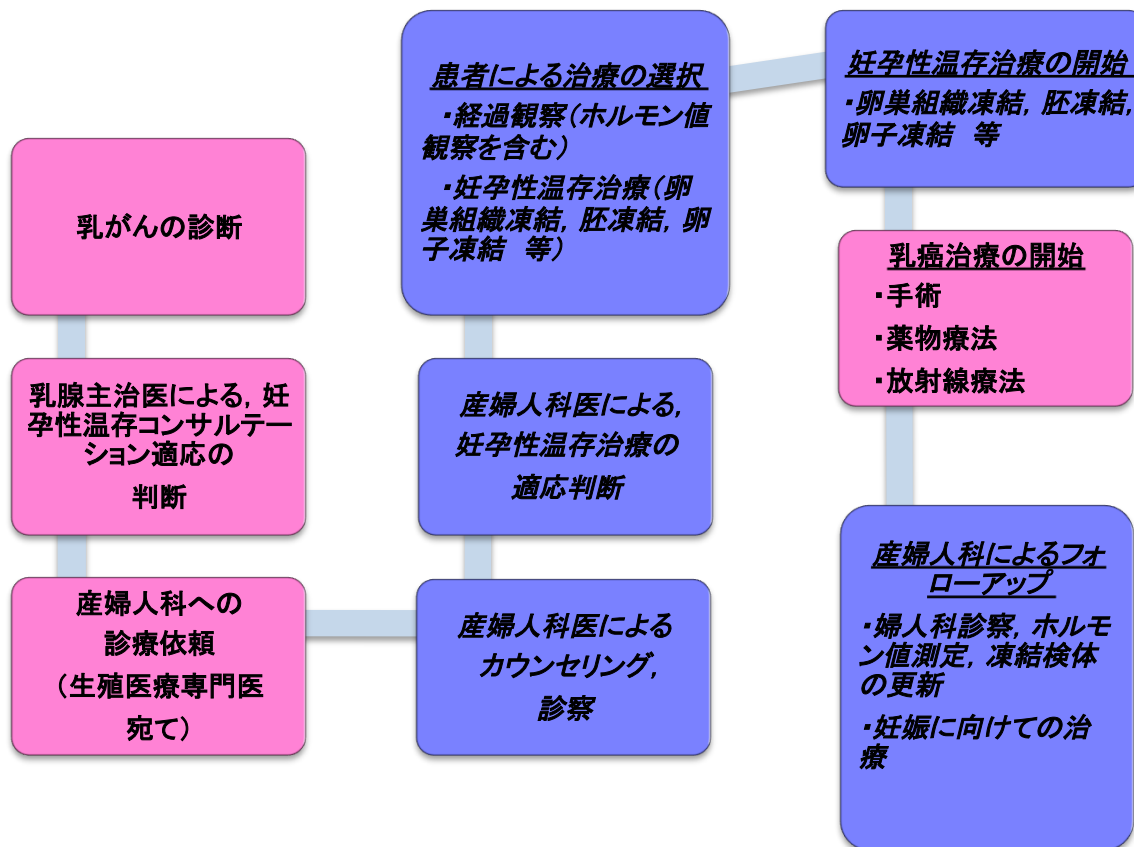 乳がんの診断
乳腺主治医による, 妊
孕性温存コンサルテー
ション適応の
判断
産婦人科への
診療依頼
（生殖医療専門医
宛て）
産婦人科医による
カウンセリング,
診察
産婦人科医による,
妊孕性温存治療の
適応判断
患者による治療の選択
・経過観察（ホルモン値
観察を含む）
・妊孕性温存治療（卵
巣組織凍結, 胚凍結, 卵
子凍結　等）
妊孕性温存治療の開始
・卵巣組織凍結, 胚凍結,
卵子凍結　等
乳癌治療の開始
・手術
・薬物療法
・放射線療法
産婦人科によるフォ
ローアップ
・婦人科診察, ホルモ
ン値測定, 凍結検体
の更新
・妊娠に向けての治
療